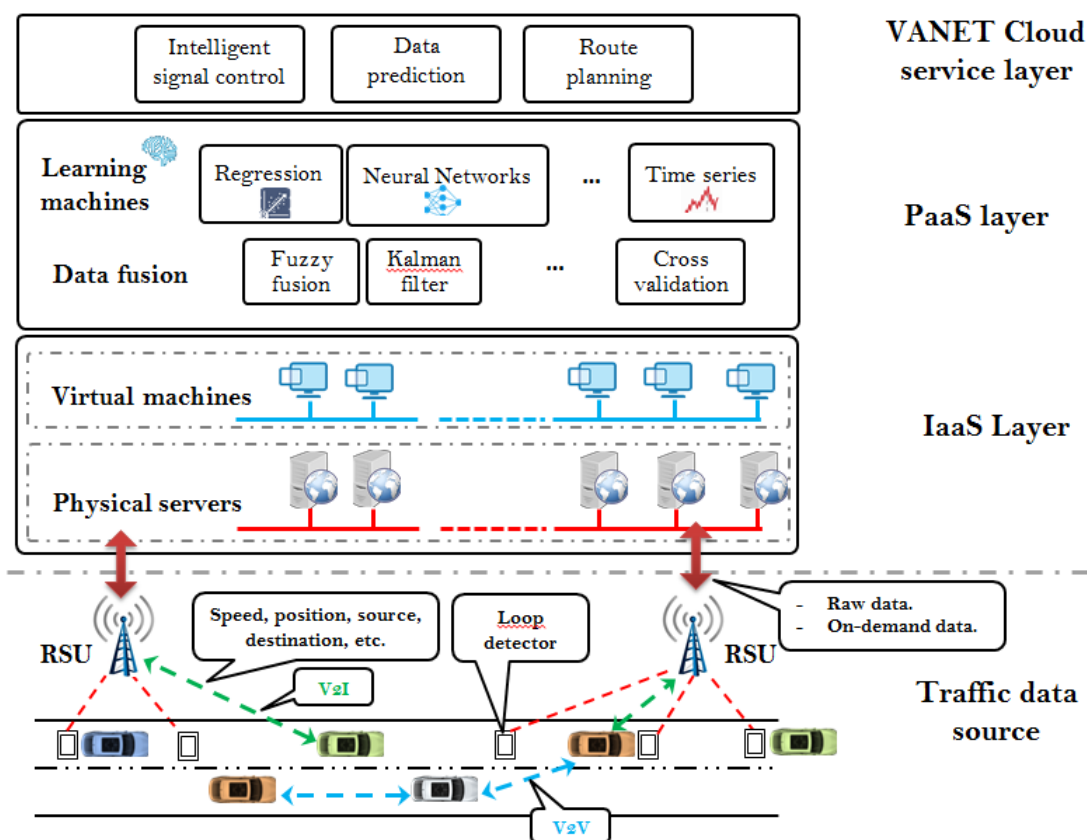 Intelligent
signal control
Data
prediction
Route
planning
VANET Cloud
service layer
Learning
machines
Regression
Neural Networks
...
Time series
PaaS layer
Data fusion
Fuzzy
fusion
Kalman
filter
...
Cross
validation
Virtual machines
IaaS Layer
Physical servers
RSU
Speed, position, source,
destination, etc.
V2I
Loop
detector
RSU
- Raw data.
- On-demand data.
Traffic data
source
V2V